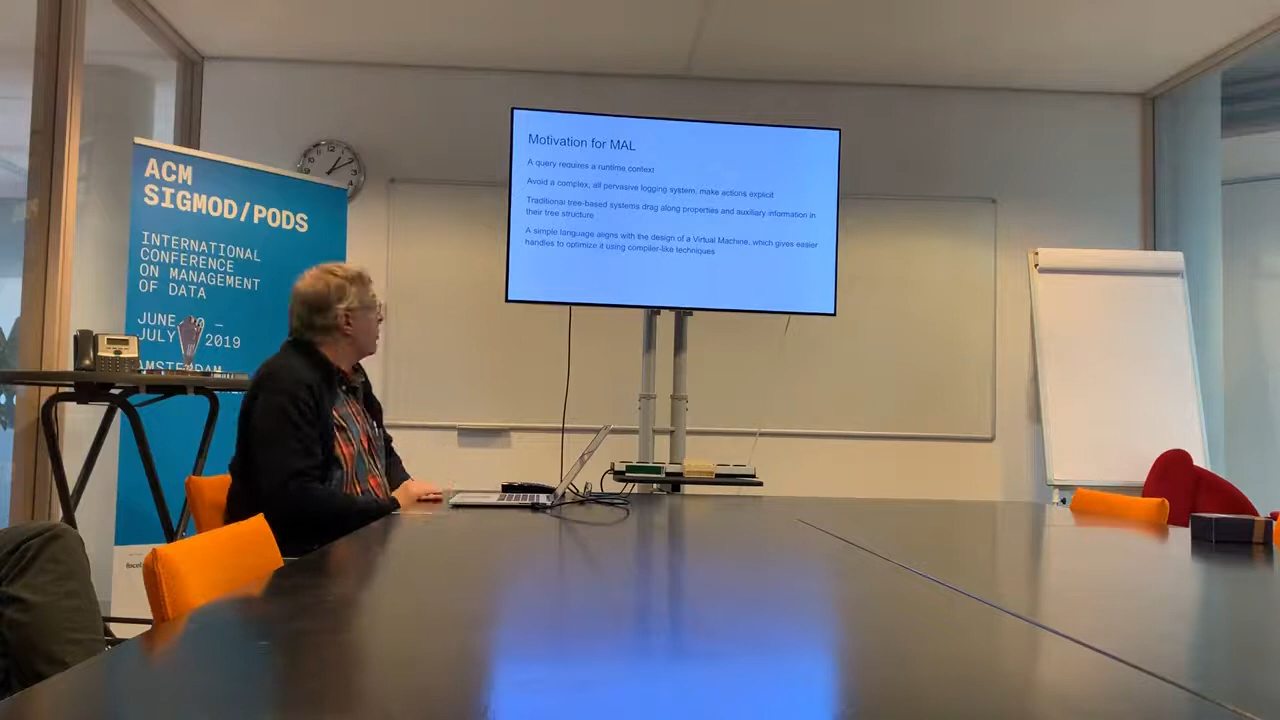 ACM
SIGMOD/PODS
INTERNATIONAL
CONFERENCE
ON MANAGEMENT
OF DATA
JUNE
JULY 2019
AMSTERDAM
Motivation for MAL
A query requires a runtime context
Avoid a complex, all pervasive logging system, make actions explicit
Traditional tree-based systems drag along properties and auxiliary information in
their tree structure
A simple language aligns with the design of a Virtual Machine, which gives easier
handles to optimize it using compiler-like techniques